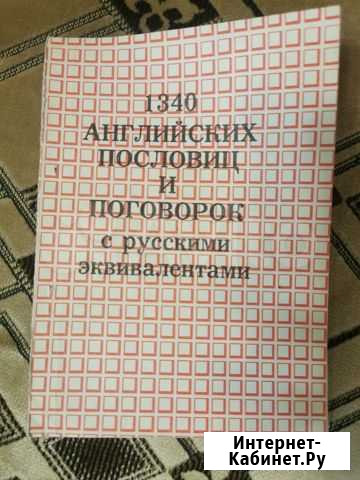 1340
АНГЛИЙСКИХ
ПОСЛОВИЦ
И
ПОГОВОРОК
с русскими
эквивалентами
Интернет-
Кабинет.Ру